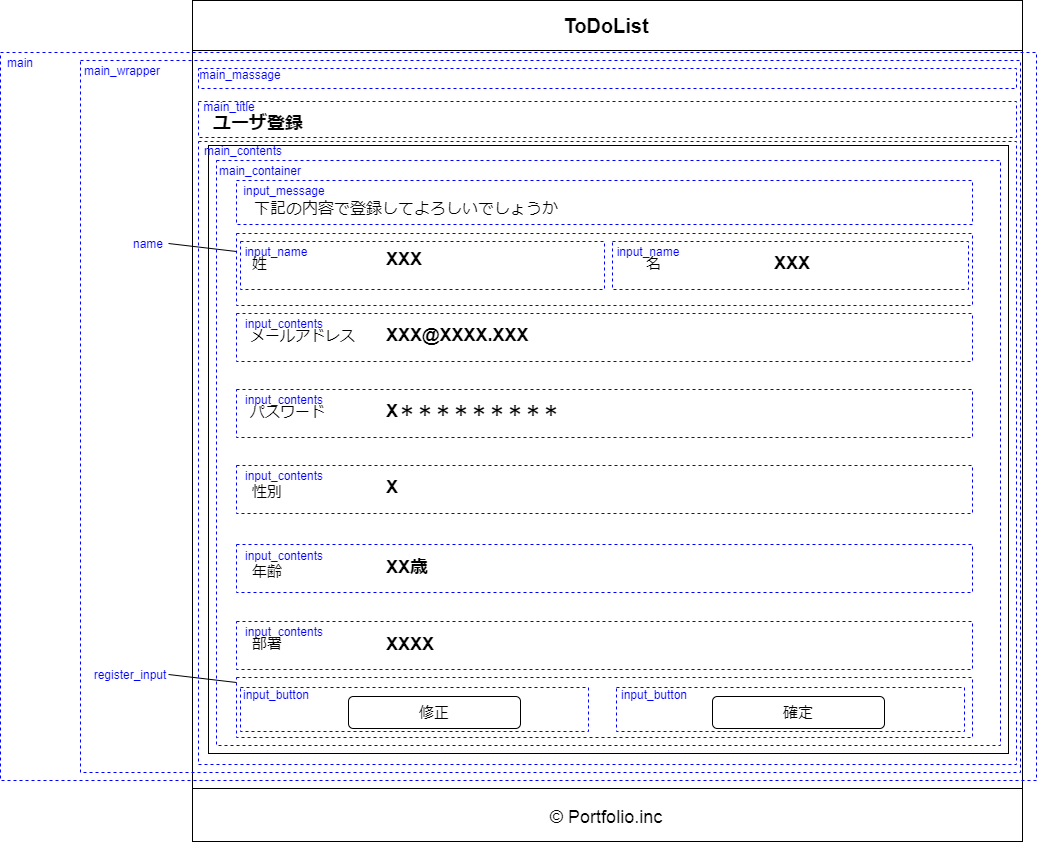 ToDoList
main
main_wrapper
main_massage
main_title
ユーザ登録
main_contents
main_container
input_message
下記の内容で登録してよろしいでしょうか
name
input_name
姓
XXX
input_name
名
XXX
input_contents
メールアドレス
XXX@XXXX.XXX
input_contents
パスワード
X＊＊＊＊＊＊＊＊＊
input_contents
性別
X
input_contents
年齢
XX歳
input_contents
部署
XXXX
register_input
input_button
修正
input_button
確定
© Portfolio.inc